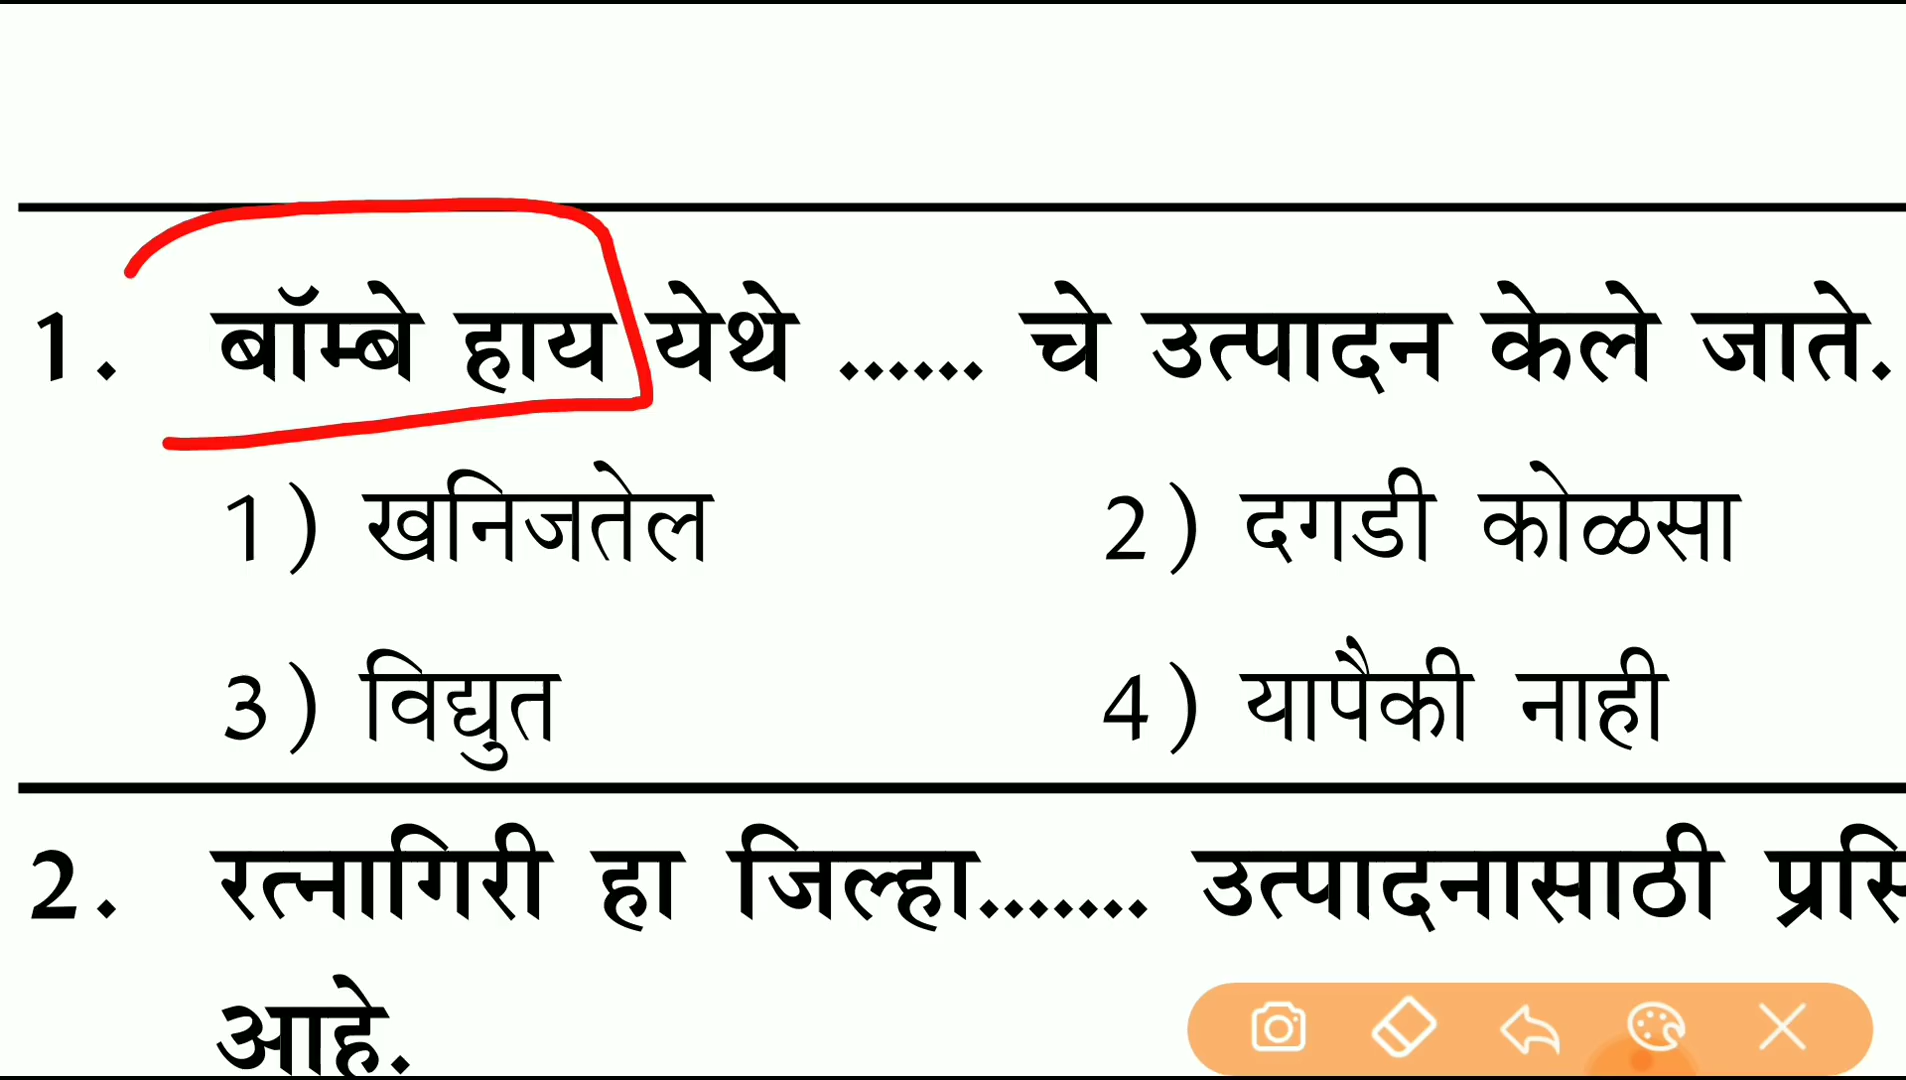 1. बॉम्बे हाय येथे ...... चे उत्पादन केले जाते.
1) खनिजतेल 2) दगडी कोळसा
3) विद्युत 4) यापैकी नाही
2. रत्नागिरी हा जिल्हा....... उत्पादनासाठी
आहे.